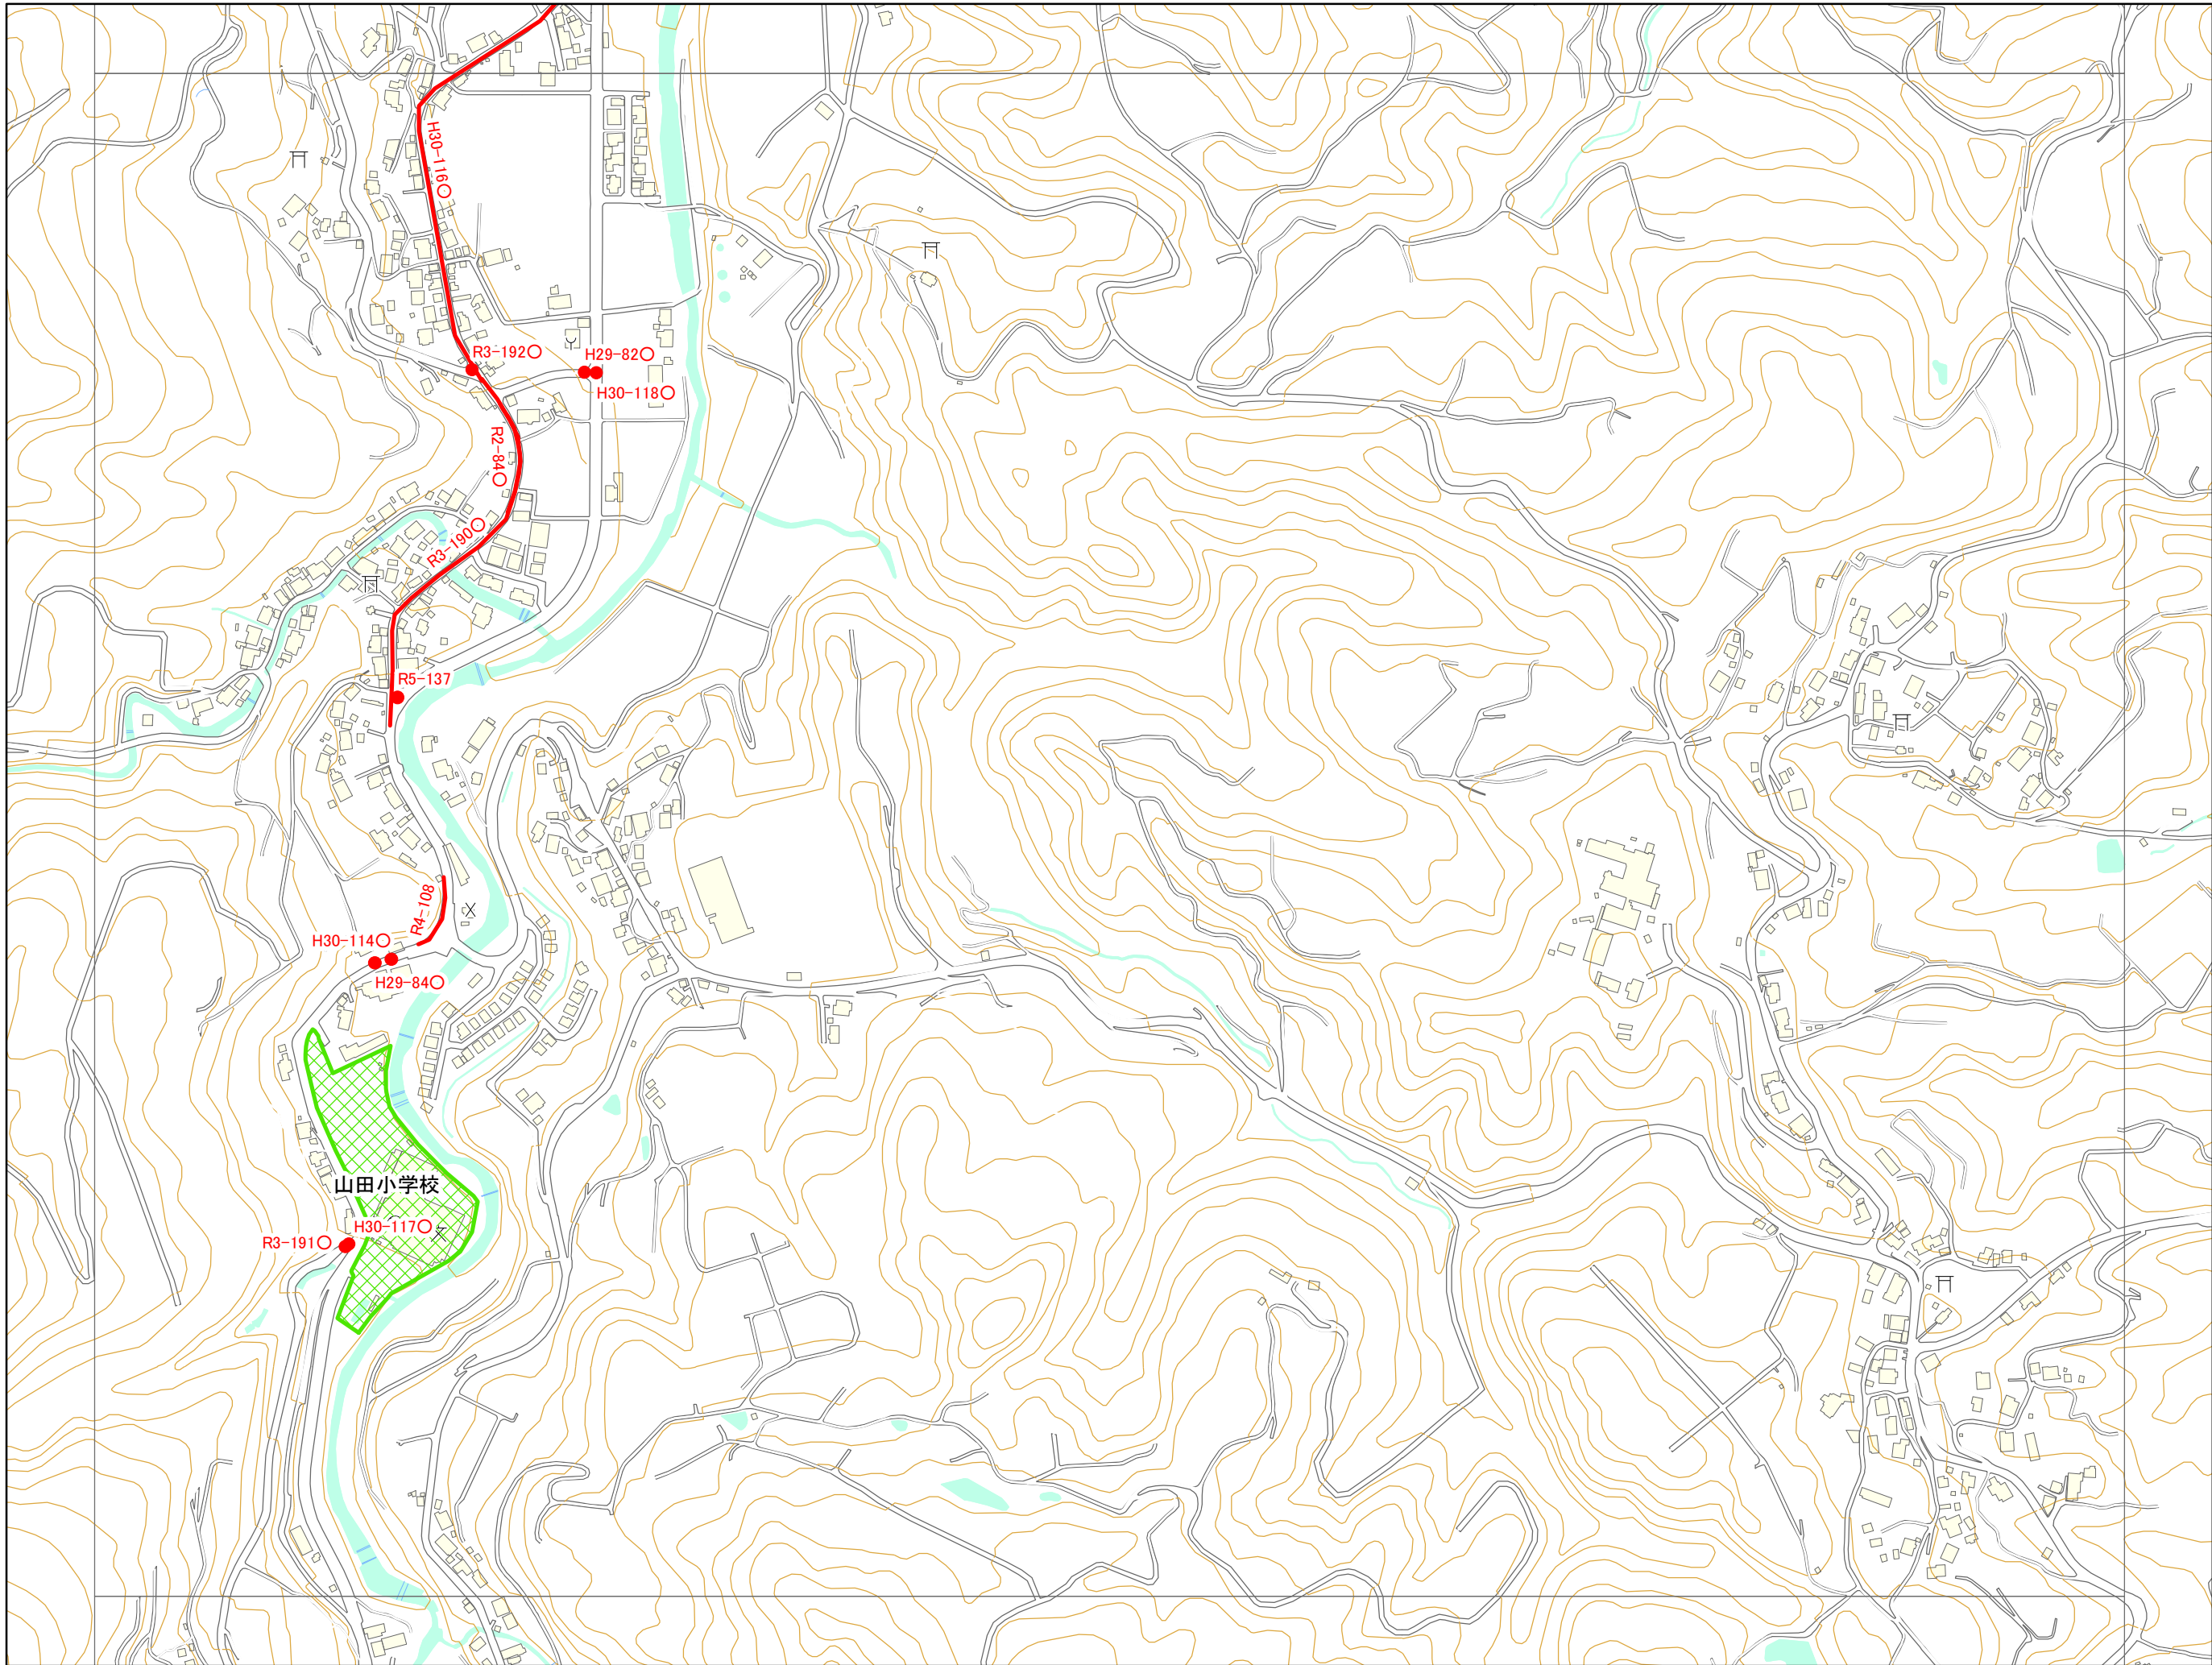 H30-116○
R3-192○
H29-82○
H30-118○
R2-84○
R3-190○
R5-137
R4-108
H30-114○
H29-84○
山田小学校
H30-117○
R3-191○
文